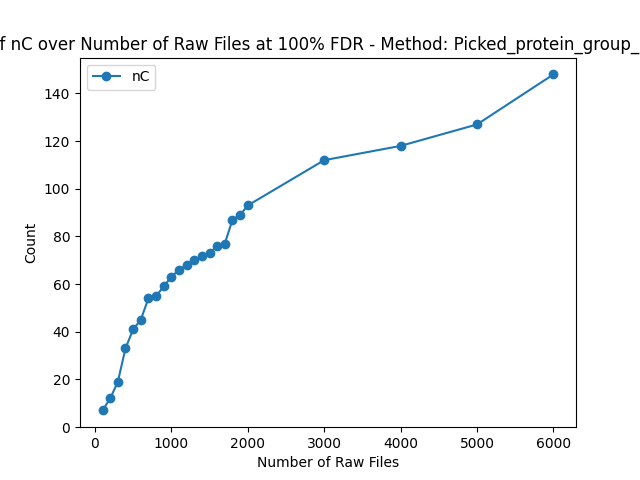 f nC over Number of Raw Files at 100% FDR - Method: Picked_protein_group_
nC
Count
140
120
100
80
60
40
20
0
0 1000 2000 3000 4000 5000 6000
Number of Raw Files